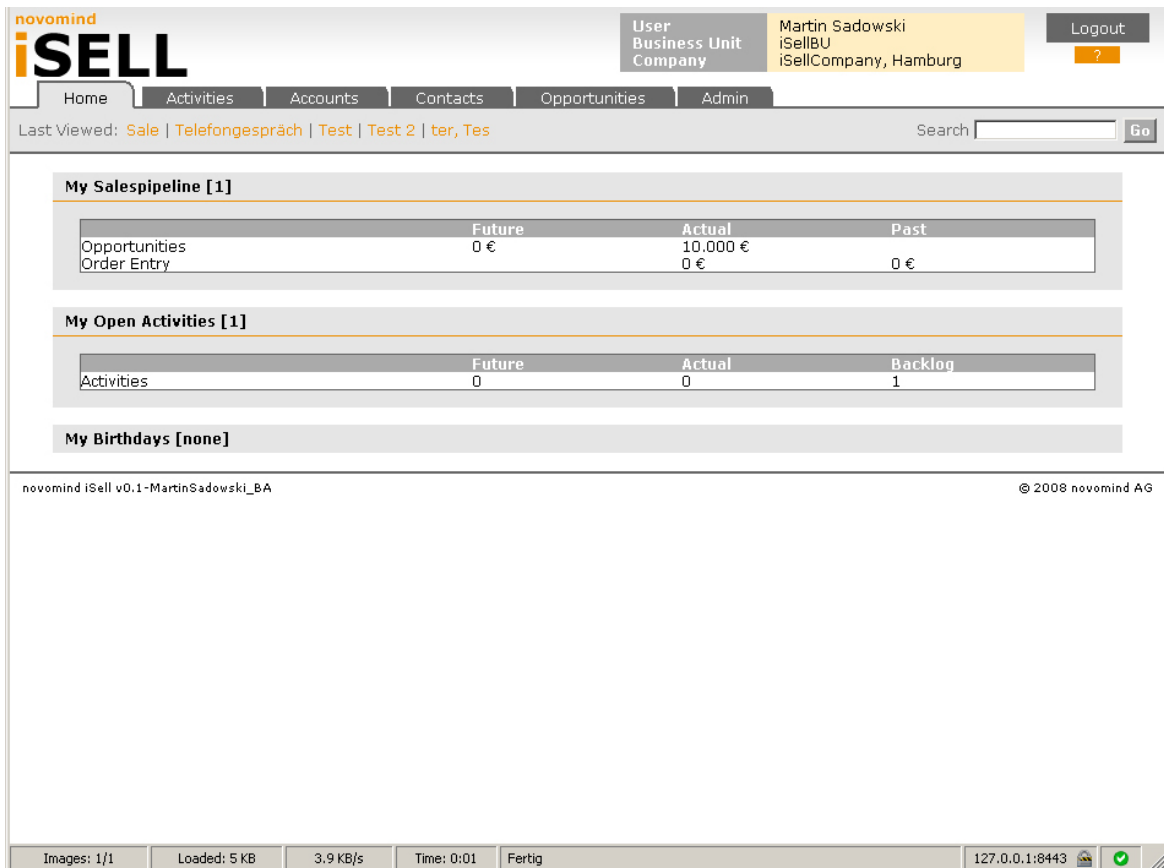 novomind
iSELL
User Martin Sadowski
Business Unit iSellBU
Company iSellCompany, Hamburg
Logout
?
Home Activities Accounts Contacts Opportunities Admin
Last Viewed: Sale | Telefongespräch | Test | Test 2 | ter, Tes Search Go
My Salespipeline [1]
Future Actual Past
Opportunities 0 € 10.000 €
Order Entry 0 € 0 €
My Open Activities [1]
Future Actual Backlog
Activities 0 0 1
My Birthdays [none]
novomind iSell v0.1-MartinSadowski_BA © 2008 novomind AG
Images: 1/1 Loaded: 5 KB 3.9 KB/s Time: 0:01 Fertig 127.0.0.1:8443